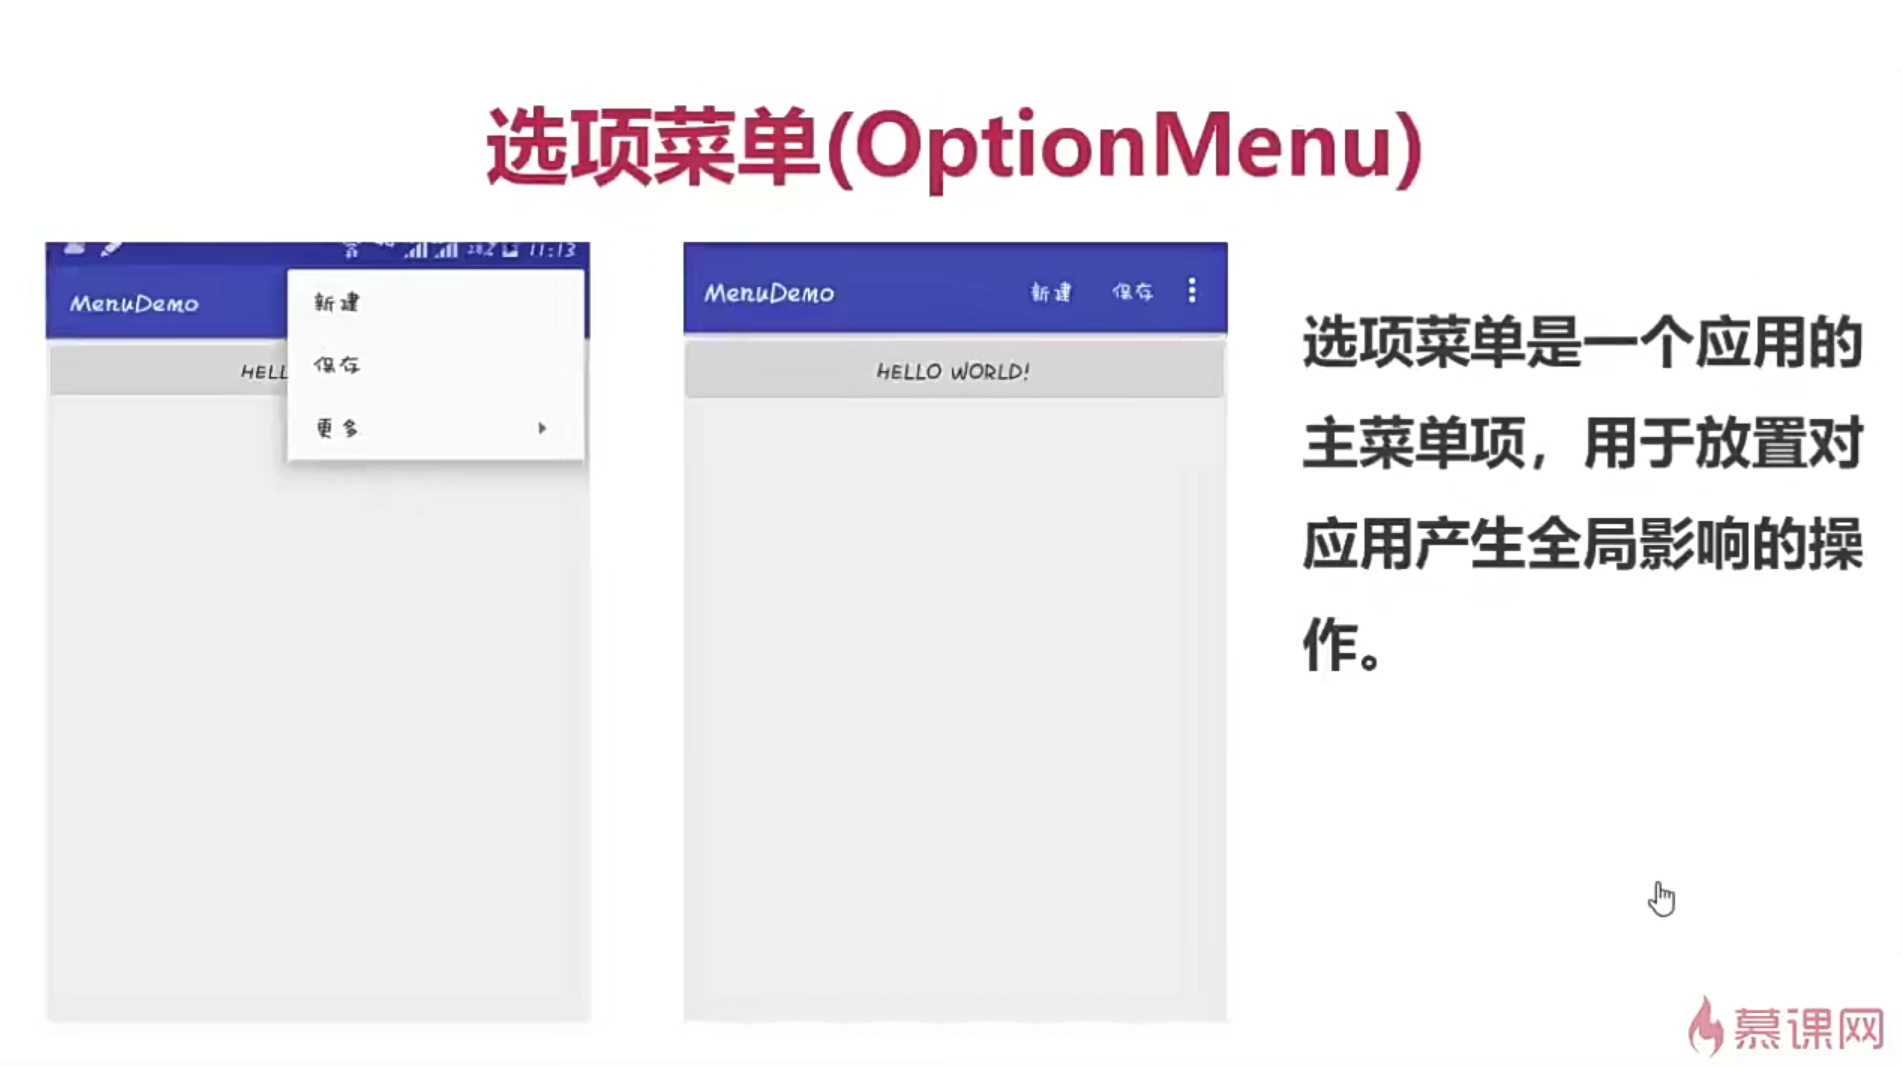 选项菜单(OptionMenu)
28% 11:13
MenuDemo
新建
保存
更多
HELL
MenuDemo 新建 保存
HELLO WORLD!
选项菜单是一个应用的
主菜单项，用于放置对
应用产生全局影响的操
作。
慕课网